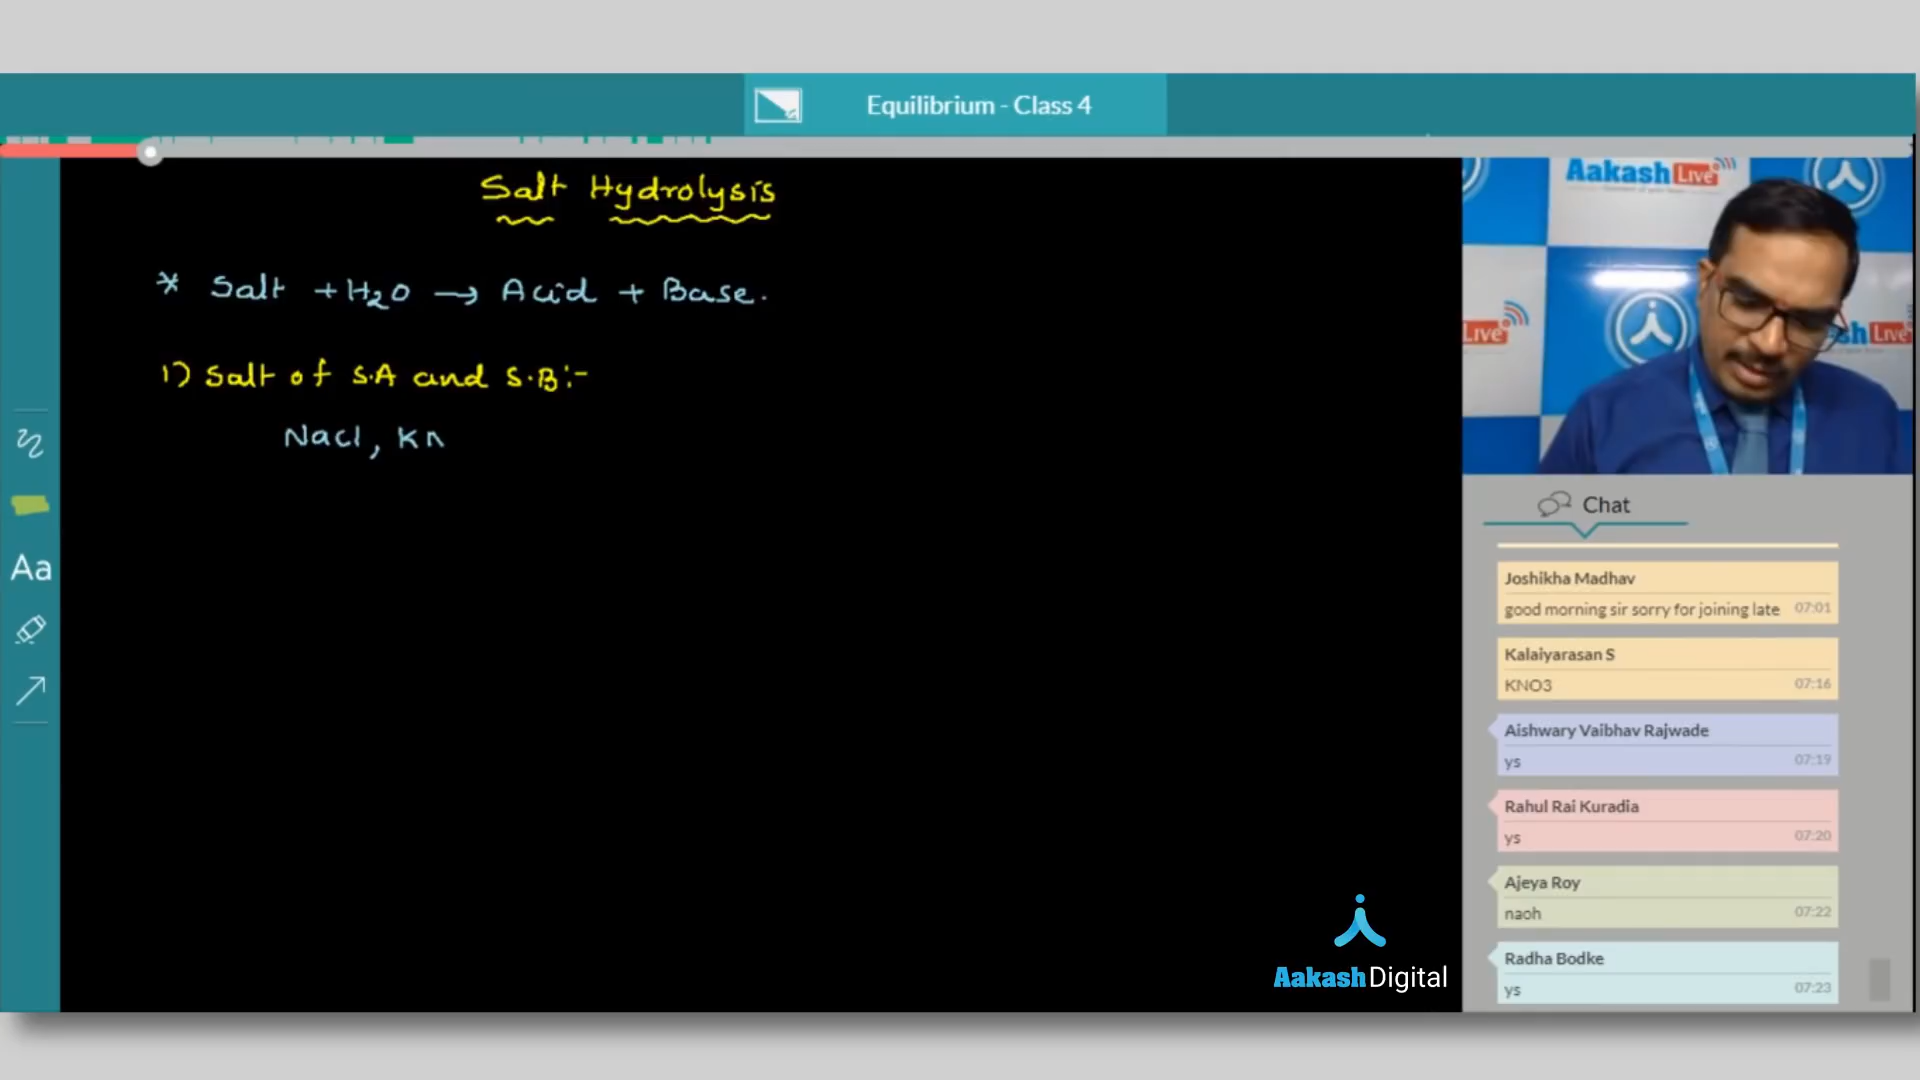 Equilibrium - Class 4
Salt Hydrolysis
* Salt + H2O → Acid + Base.
1) Salt of S.A and S.B:-
Nacl, KN
Aa
Aakash Digital
Aakash Live
Live
sh Live
Chat
Joshikha Madhav
good morning sir sorry for joining late 07:01
Kalaiyarasan S
KNO3 07:16
Aishwary Vaibhav Rajwade
ys 07:19
Rahul Rai Kuradia
ys 07:20
Ajeya Roy
naoh 07:22
Radha Bodke
ys 07:23